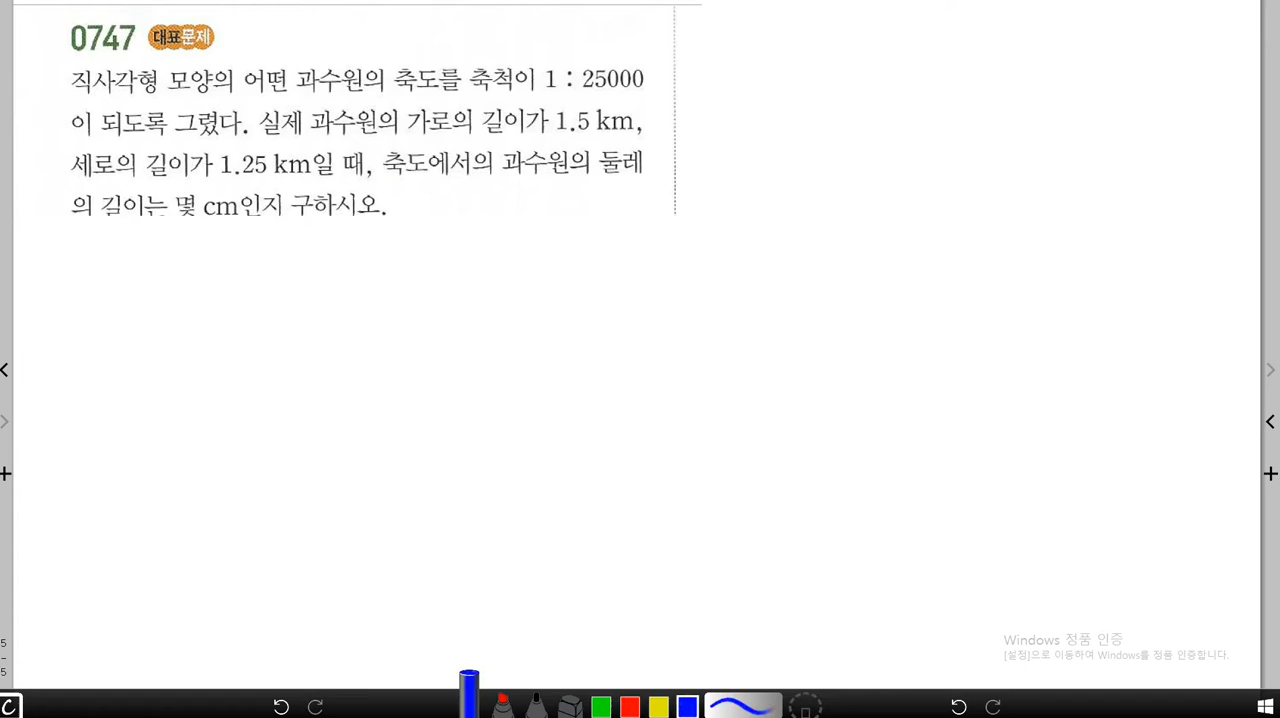 0747 대표문제
직사각형 모양의 어떤 과수원의 축도를 축척이 1 : 25000
이 되도록 그렸다. 실제 과수원의 가로의 길이가 1.5 km,
세로의 길이가 1.25 km일 때, 축도에서의 과수원의 둘레
의 길이는 몇 cm인지 구하시오.
5
-
5
Windows 정품 인증
[설정]으로 이동하여 Windows를 정품 인증합니다.